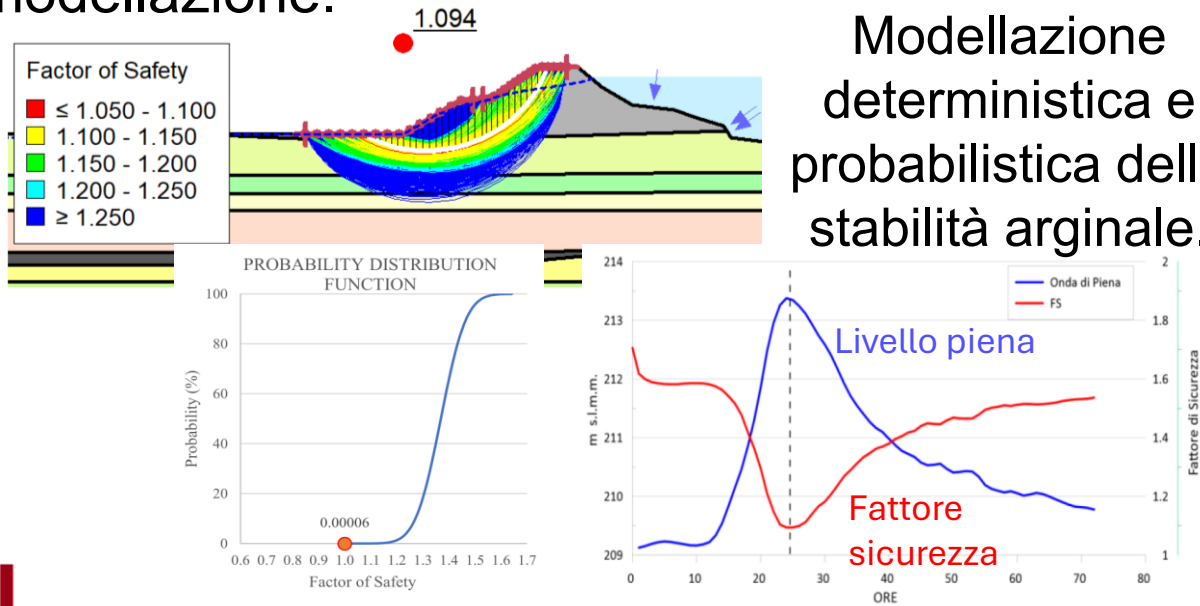 nodellazione.
1.094
Factor of Safety
≤ 1.050 - 1.100
1.100 - 1.150
1.150 - 1.200
1.200 - 1.250
≥ 1.250
Modellazione
deterministica e
probabilistica dell
stabilità arginale.
PROBABILITY DISTRIBUTION
FUNCTION
100
80
60
40
20
0
Probability (%)
0.00006
0.6 0.7 0.8 0.9 1.0 1.1 1.2 1.3 1.4 1.5 1.6 1.7
Factor of Safety
214
213
212
211
210
209
m s.l.m.m.
Onda di Piena
FS
Livello piena
Fattore
sicurezza
2
1.8
1.6
1.4
1.2
1
Fattore di Sicurezza
0 10 20 30 40 50 60 70 80
ORE